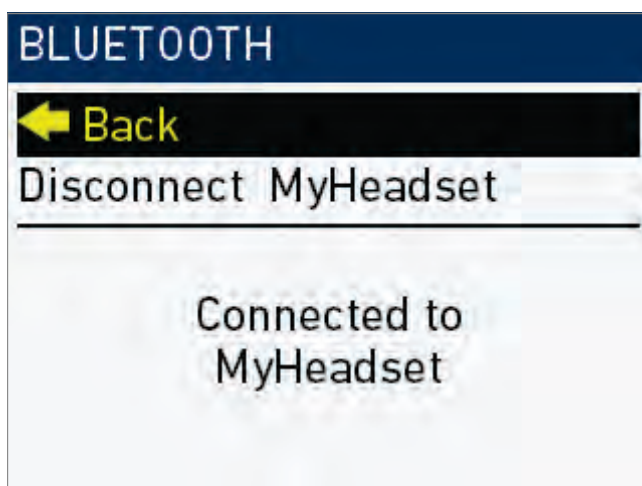 BLUETOOTH
Back
Disconnect MyHeadset
Connected to
MyHeadset